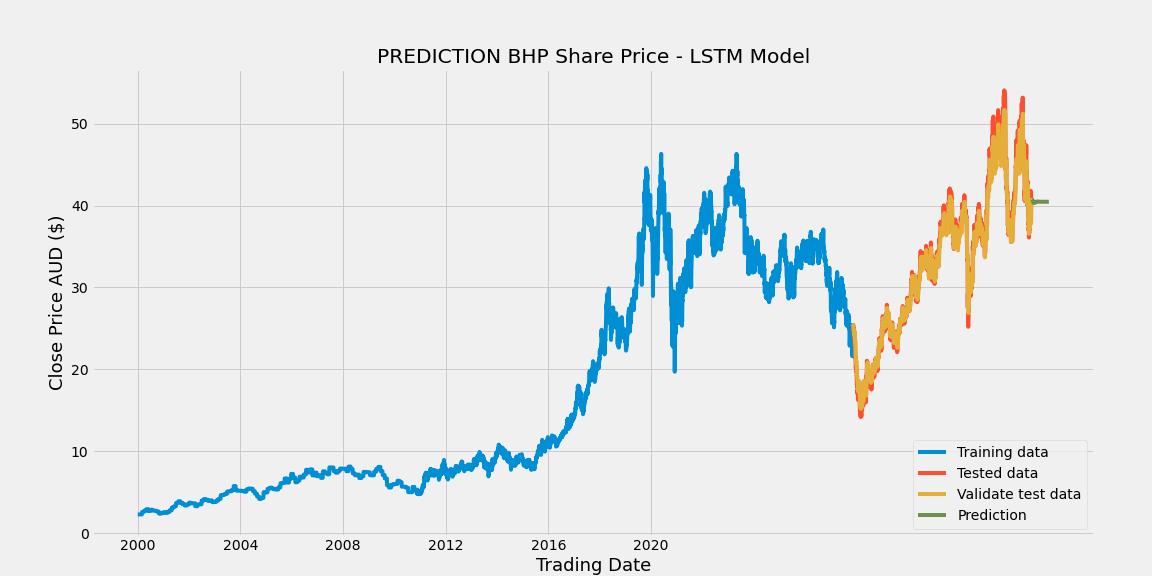 PREDICTION BHP Share Price - LSTM Model
Close Price AUD ($)
50
40
30
20
10
0
2000 2004 2008 2012 2016 2020
Trading Date
Training data
Tested data
Validate test data
Prediction